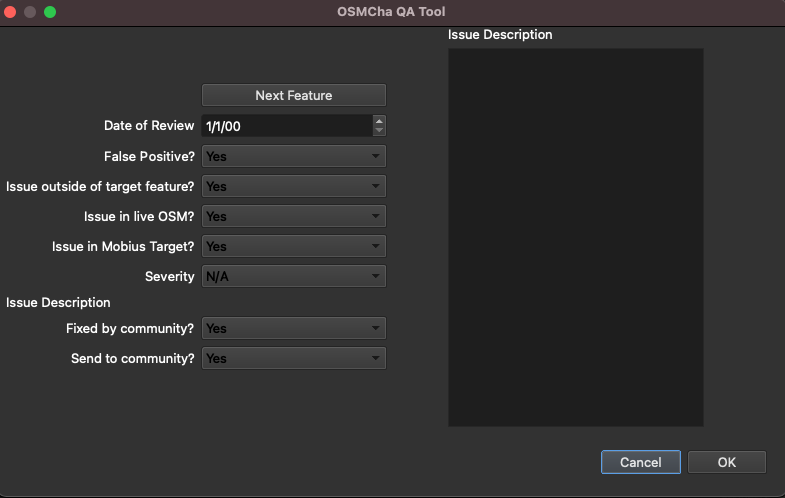 OSMCha QA Tool
Issue Description
Next Feature
Date of Review 1/1/00
False Positive? Yes
Issue outside of target feature? Yes
Issue in live OSM? Yes
Issue in Mobius Target? Yes
Severity N/A
Issue Description
Fixed by community? Yes
Send to community? Yes
Cancel OK